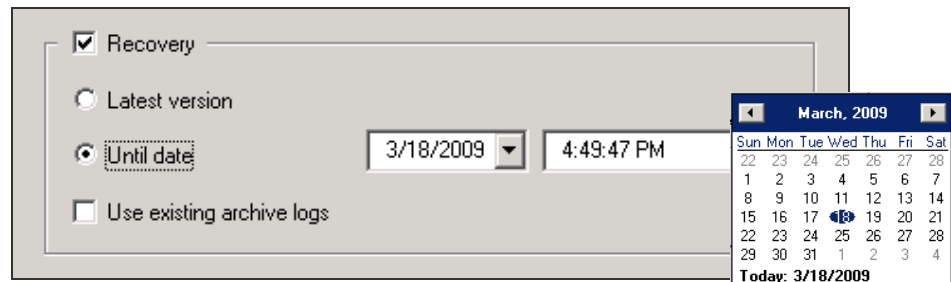 Recovery
Latest version
Until date 3/18/2009 4:49:47 PM
Use existing archive logs
March, 2009
Sun Mon Tue Wed Thu Fri Sat
22 23 24 25 26 27 28
1 2 3 4 5 6 7
8 9 10 11 12 13 14
15 16 17 18 19 20 21
22 23 24 25 26 27 28
29 30 31 1 2 3 4
Today: 3/18/2009